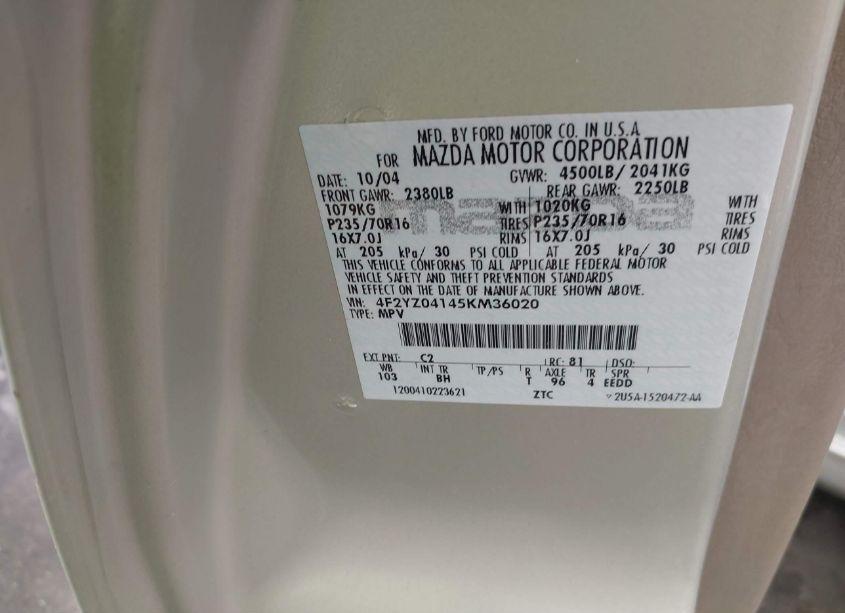 MFD. BY FORD MOTOR CO. IN U.S.A
FOR MAZDA MOTOR CORPORATION
DATE: 10/04 GVWR: 4500LB/ 2041KG
FRONT GAWR: 2380LB REAR GAWR: 2250LB
1079KG WITH 1020KG WITH
P235/70R16 TIRES P235/70R16 TIRES
16X7.0J RIMS 16X7.0J RIMS
AT 205 kPa/ 30 PSI COLD AT 205 kPa/ 30 PSI COLD
THIS VEHICLE CONFORMS TO ALL APPLICABLE FEDERAL MOTOR
VEHICLE SAFETY AND THEFT PREVENTION STANDARDS
IN EFFECT ON THE DATE OF MANUFACTURE SHOWN ABOVE.
VIN: 4F2YZ04145KM36020
TYPE: MPV
EXT PNT: C2 RC: 81 DSO:
WB INT TR TP/PS R AXLE TR SPR
103 BH T 96 4 EEDD
1200410223621 ZTC 2U5A-1520472-AA
mazda